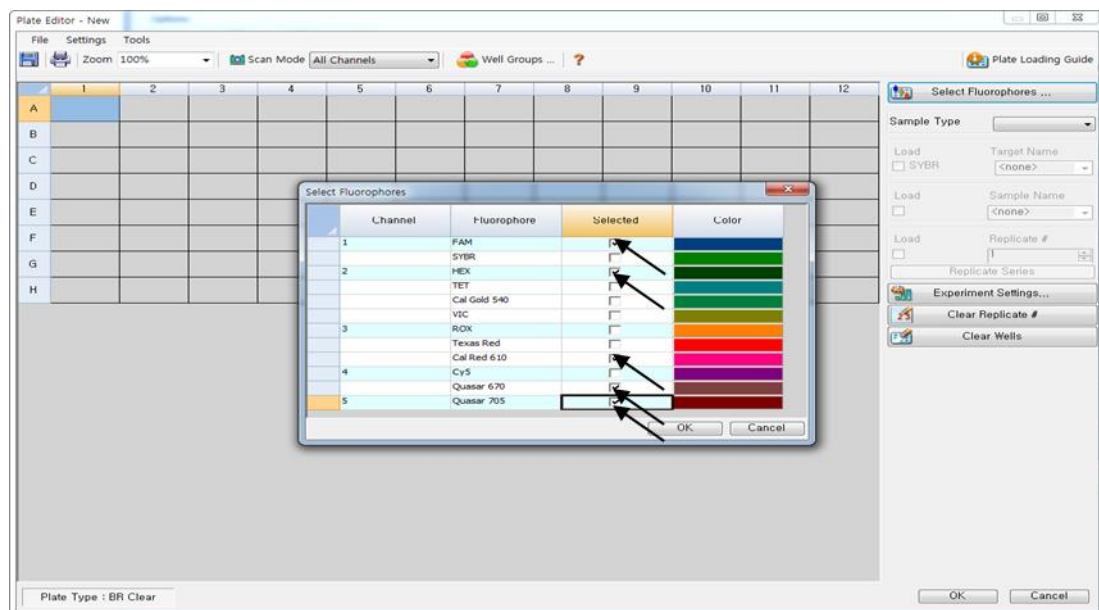 Plate Editor - New
File Settings Tools
Zoom 100% Scan Mode All Channels Well Groups ... ? Plate Loading Guide
1 2 3 4 5 6 7 8 9 10 11 12
A
B
C
D
E
F
G
H
Select Fluorophores
Channel Fluorophore Selected Color
1 FAM
SYBR
2 HEX
TET
Cal Gold 540
VIC
3 ROX
Texas Red
Cal Red 610
4 Cy5
Quasar 670
5 Quasar 705
OK Cancel
Select Fluorophores ...
Sample Type
Load Target Name
SYBR <none>
Load Sample Name
<none>
Load Replicate #
1
Replicate Series
Experiment Settings...
Clear Replicate #
Clear Wells
Plate Type : BR Clear
OK Cancel